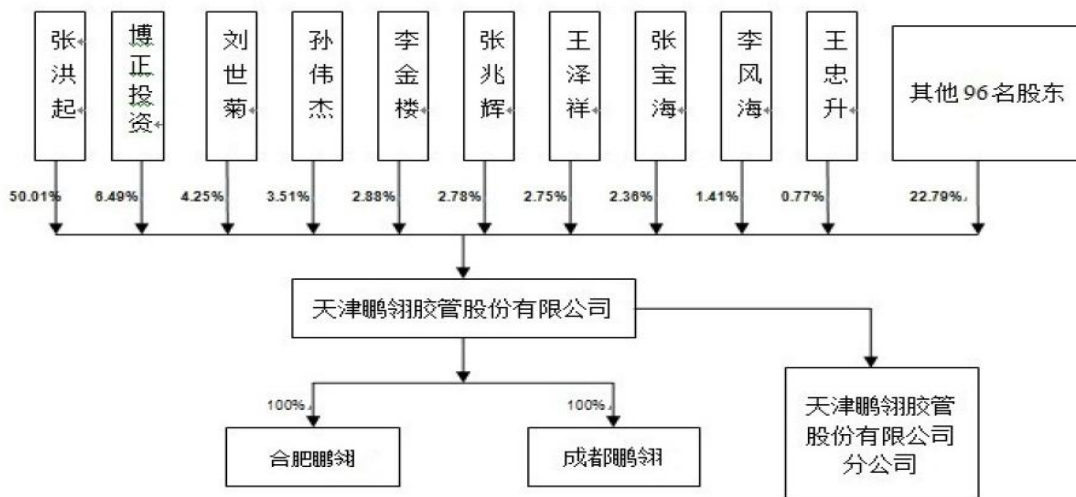 张洪起
博正投资
刘世菊
孙伟杰
李金楼
张兆辉
王泽祥
张宝海
李风海
王忠升
其他96名股东
50.01%
6.49%
4.25%
3.51%
2.88%
2.78%
2.75%
2.36%
1.41%
0.77%
22.79%
天津鹏翎胶管股份有限公司
100%
100%
合肥鹏翎
成都鹏翎
天津鹏翎胶管
股份有限公司
分公司